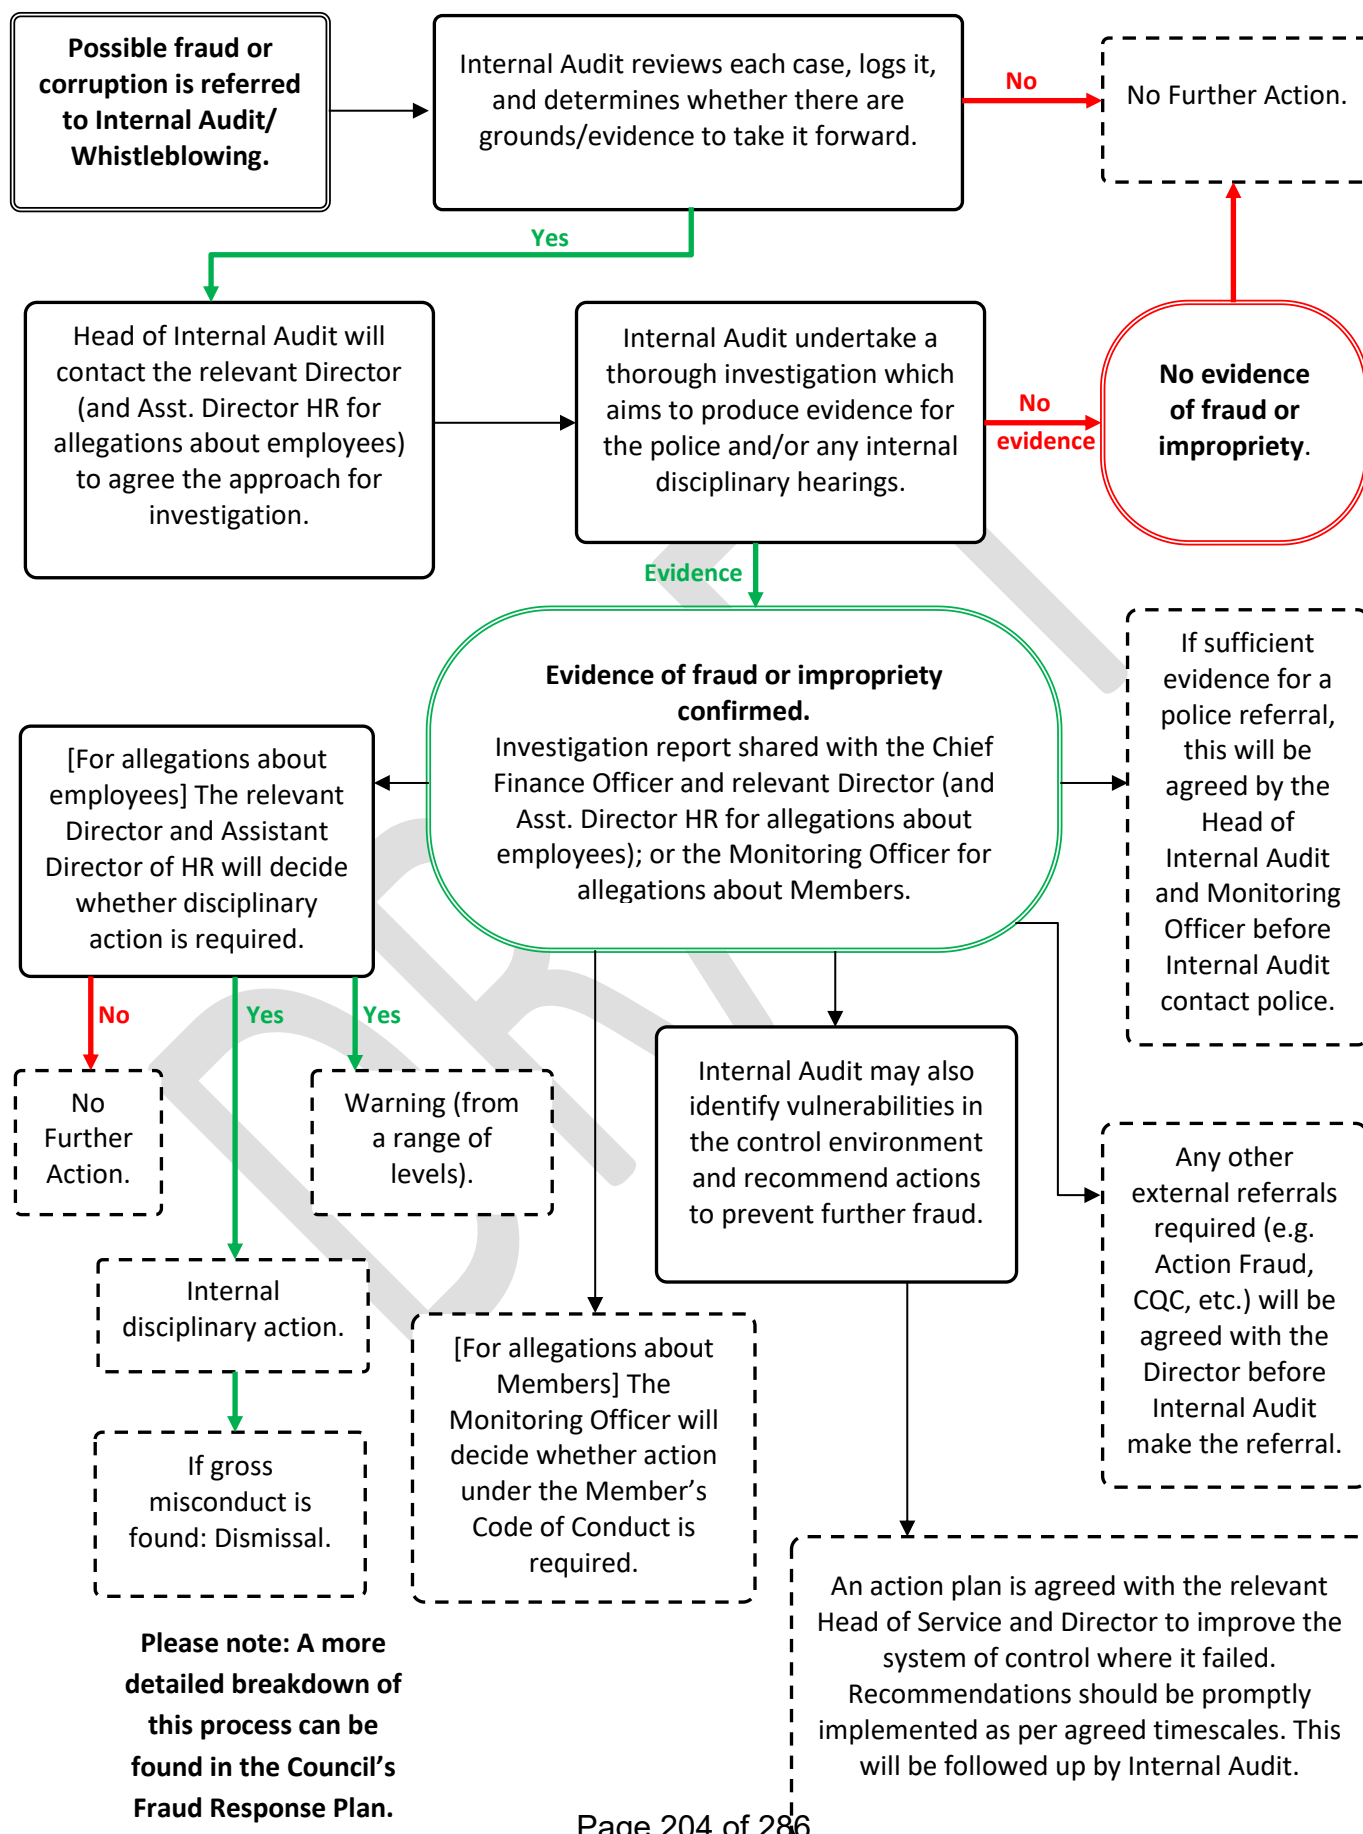 Possible fraud or
corruption is referred
to Internal Audit/
Whistleblowing.
Internal Audit reviews each case, logs it,
and determines whether there are
grounds/evidence to take it forward.
No
No Further Action.
Yes
Head of Internal Audit will
contact the relevant Director
(and Asst. Director HR for
allegations about employees)
to agree the approach for
investigation.
Internal Audit undertake a
thorough investigation which
aims to produce evidence for
the police and/or any internal
disciplinary hearings.
No
evidence
No evidence
of fraud or
impropriety.
Evidence
Evidence of fraud or impropriety
confirmed.
Investigation report shared with the Chief
Finance Officer and relevant Director (and
Asst. Director HR for allegations about
employees); or the Monitoring Officer for
allegations about Members.
If sufficient
evidence for a
police referral,
this will be
agreed by the
Head of
Internal Audit
and Monitoring
Officer before
Internal Audit
contact police.
[For allegations about
employees] The relevant
Director and Assistant
Director of HR will decide
whether disciplinary
action is required.
No
Yes
Yes
No
Further
Action.
Warning (from
a range of
levels).
Internal Audit may also
identify vulnerabilities in
the control environment
and recommend actions
to prevent further fraud.
Any other
external referrals
required (e.g.
Action Fraud,
CQC, etc.) will be
agreed with the
Director before
Internal Audit
make the referral.
Internal
disciplinary action.
[For allegations about
Members] The
Monitoring Officer will
decide whether action
under the Member’s
Code of Conduct is
required.
If gross
misconduct is
found: Dismissal.
An action plan is agreed with the relevant
Head of Service and Director to improve the
system of control where it failed.
Recommendations should be promptly
implemented as per agreed timescales. This
will be followed up by Internal Audit.
Please note: A more
detailed breakdown of
this process can be
found in the Council’s
Fraud Response Plan.
Page 204 of 286
DRAFT